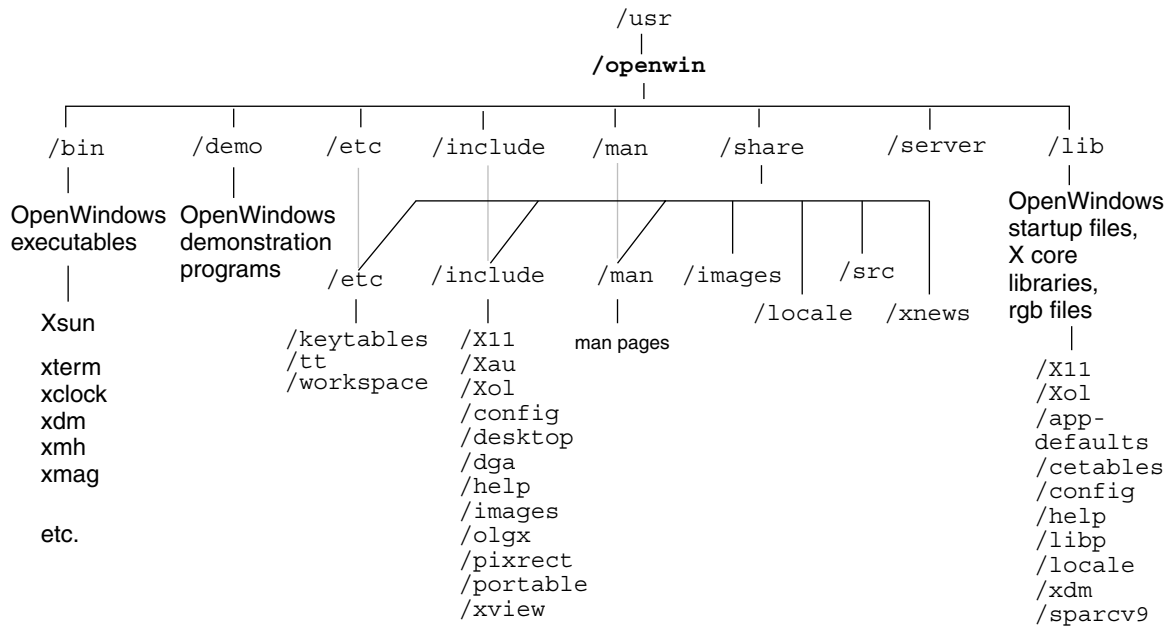 /usr
/openwin
/bin /demo /etc /include /man /share /server /lib
OpenWindows
executables
OpenWindows
demonstration
programs
OpenWindows
startup files,
X core
libraries,
rgb files
/etc /include /man /images /src
/locale /xnews
Xsun
xterm
xclock
xdm
xmh
xmag
etc.
/keytables
/tt
/workspace
/X11
/Xau
/Xol
/config
/desktop
/dga
/help
/images
/olgx
/pixrect
/portable
/xview
man pages
/X11
/Xol
/app-
defaults
/cetables
/config
/help
/libp
/locale
/xdm
/sparcv9